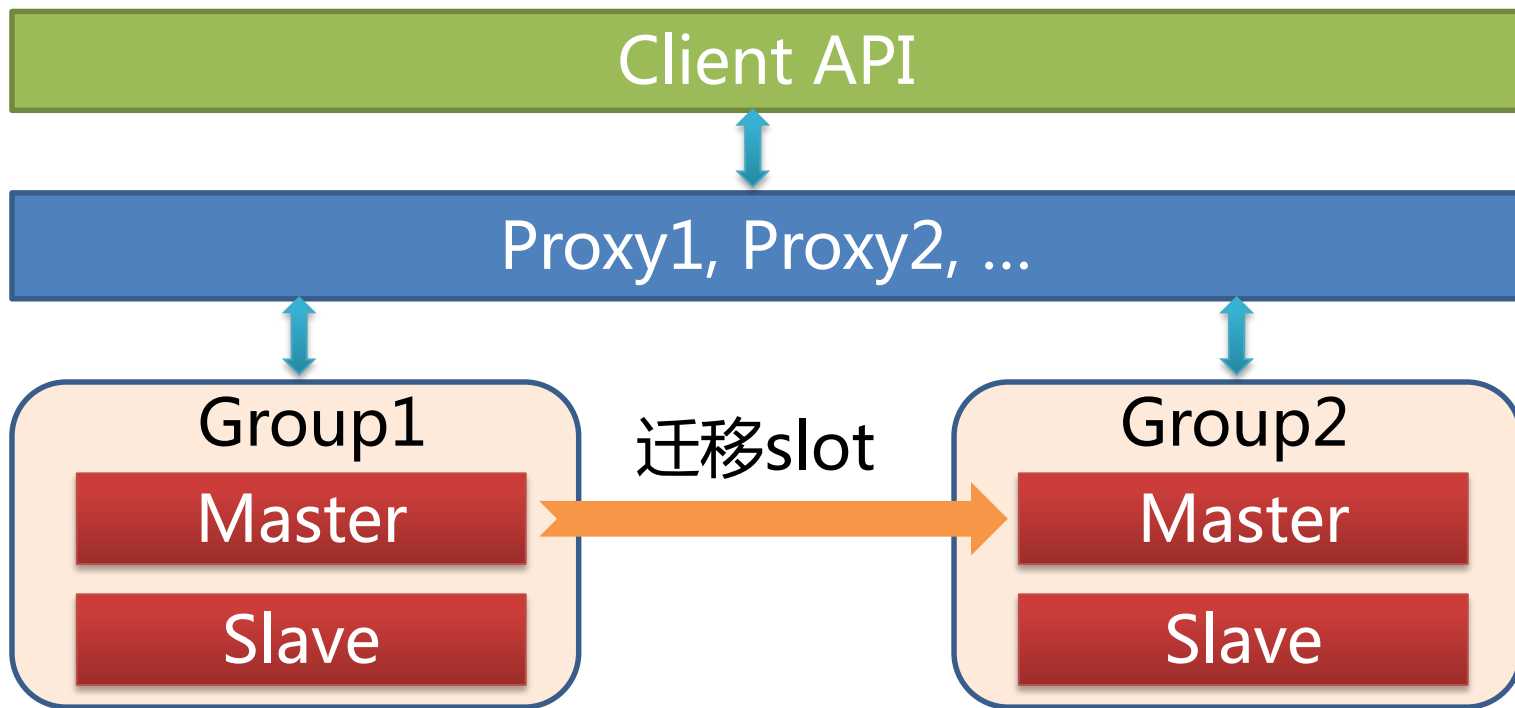 Client API
Proxy1, Proxy2, ...
Group1
迁移slot
Group2
Master
Master
Slave
Slave